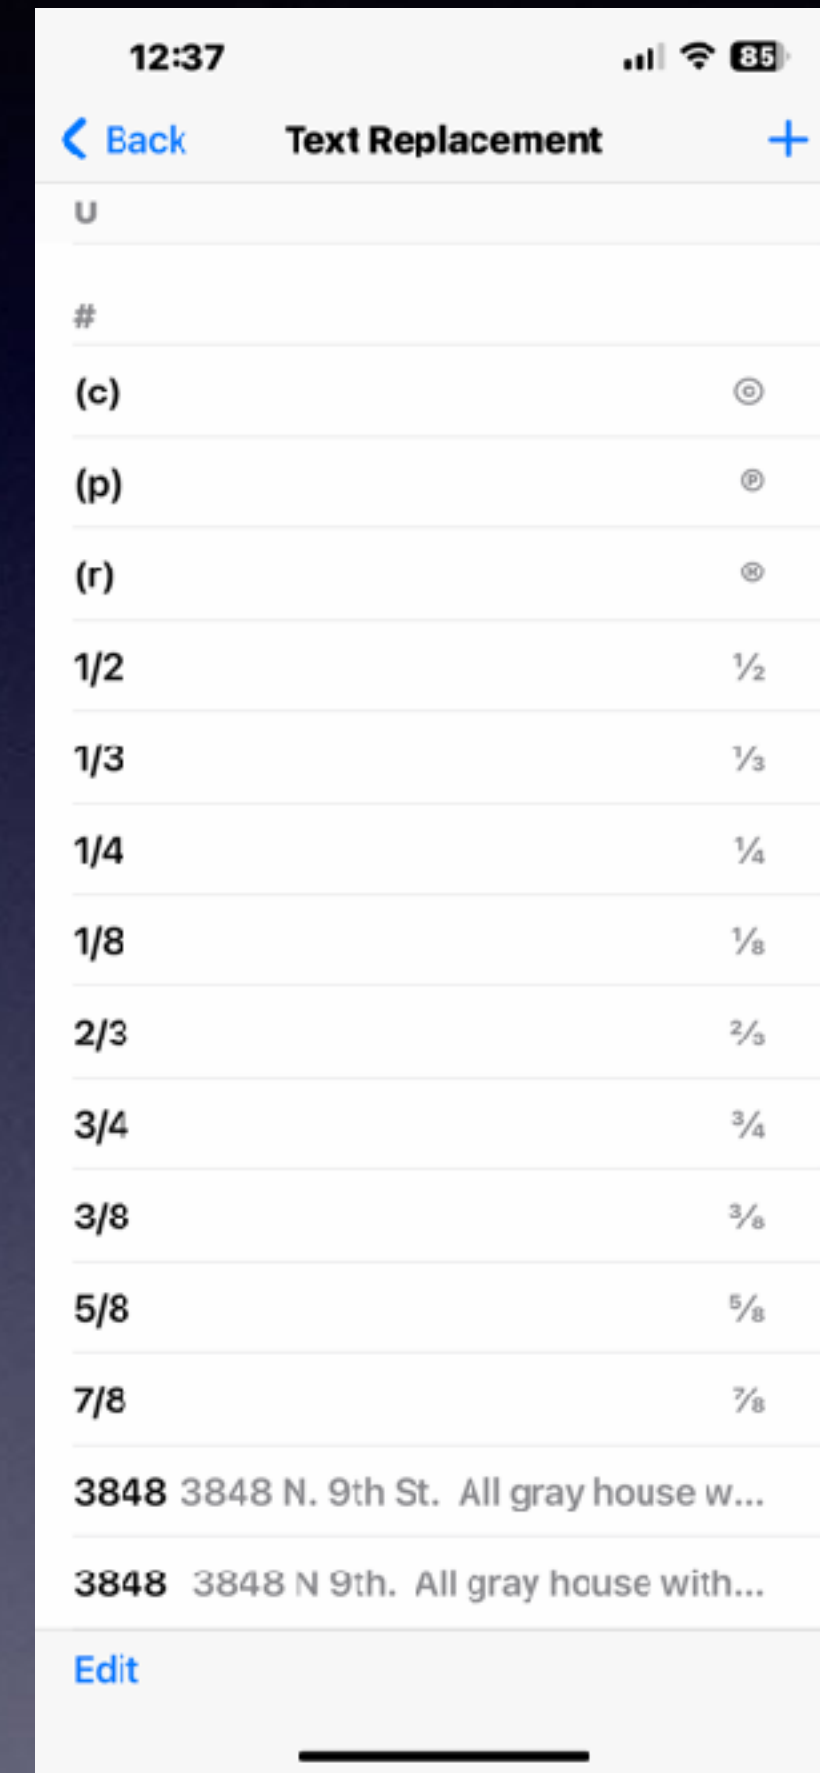 12:37 85
Back Text Replacement +
U
#
(c) ©
(p) ℗
(r) ®
1/2 ½
1/3 ⅓
1/4 ¼
1/8 ⅛
2/3 ⅔
3/4 ¾
3/8 ⅜
5/8 ⅝
7/8 ⅞
3848 3848 N. 9th St.  All gray house w...
3848 3848 N 9th.  All gray house with...
Edit